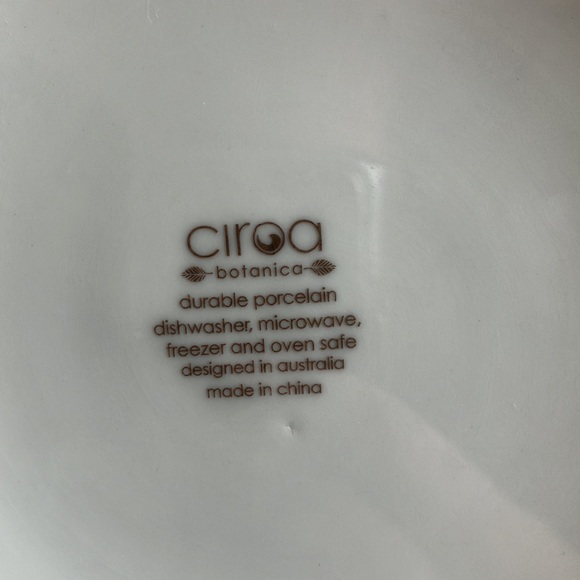 ciroa
botanica
durable porcelain
dishwasher, microwave,
freezer and oven safe
designed in australia
made in china